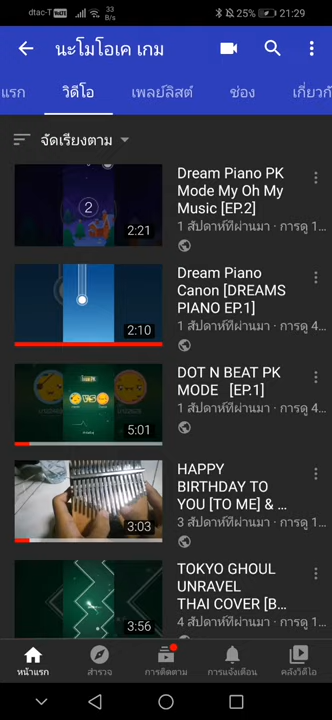 dtac-T VoLTE 33 B/s 25% 21:29
นะโมโอเค เกม
แรก วิดีโอ เพลย์ลิสต์ ช่อง เกี่ยวกั
จัดเรียงตาม
Dream Piano PK
Mode My Oh My
Music [EP.2]
1 สัปดาห์ที่ผ่านมา · การดู 1...
2
2:21
Dream Piano
Canon [DREAMS
PIANO EP.1]
1 สัปดาห์ที่ผ่านมา · การดู 1...
2:10
DOT N BEAT PK
MODE [EP.1]
1 สัปดาห์ที่ผ่านมา · การดู 4...
5:01
HAPPY
BIRTHDAY TO
YOU [TO ME] & ...
3 สัปดาห์ที่ผ่านมา · การดู 1...
3:03
TOKYO GHOUL
UNRAVEL
THAI COVER [B...
4 สัปดาห์ที่ผ่านมา · การดู 4...
3:56
หน้าแรก สำรวจ การติดตาม การแจ้งเตือน คลังวิดีโอ